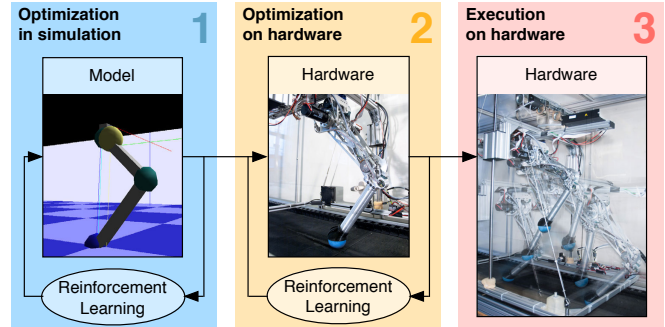 Optimization
in simulation
1
Model
Reinforcement
Learning
Optimization
on hardware
2
Hardware
Reinforcement
Learning
Execution
on hardware
3
Hardware